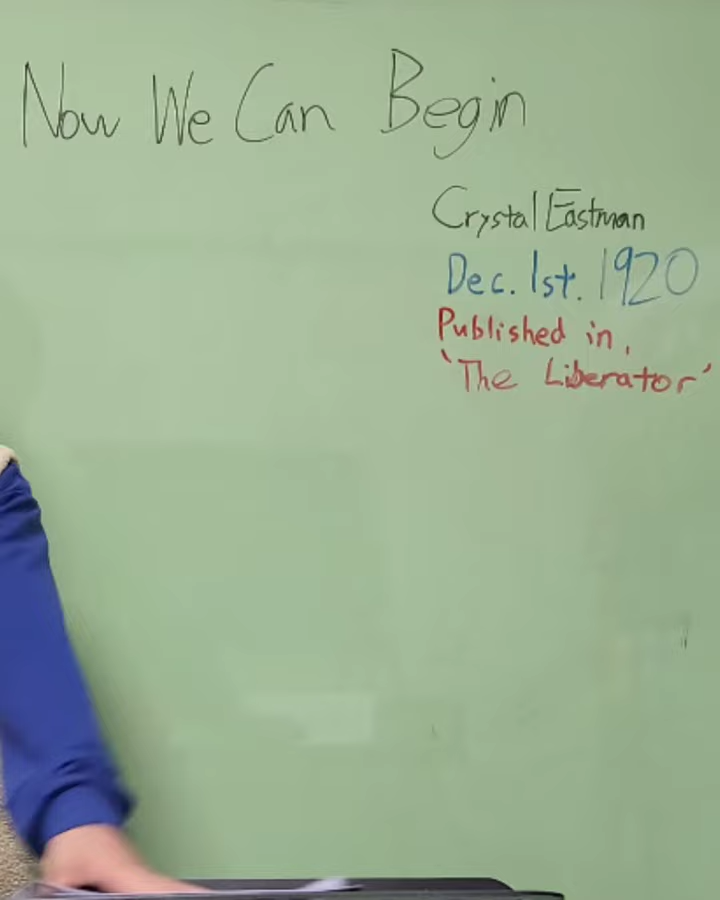 Now We Can Begin
Crystal Eastman
Dec. 1st. 1920
Published in,
'The Liberator'